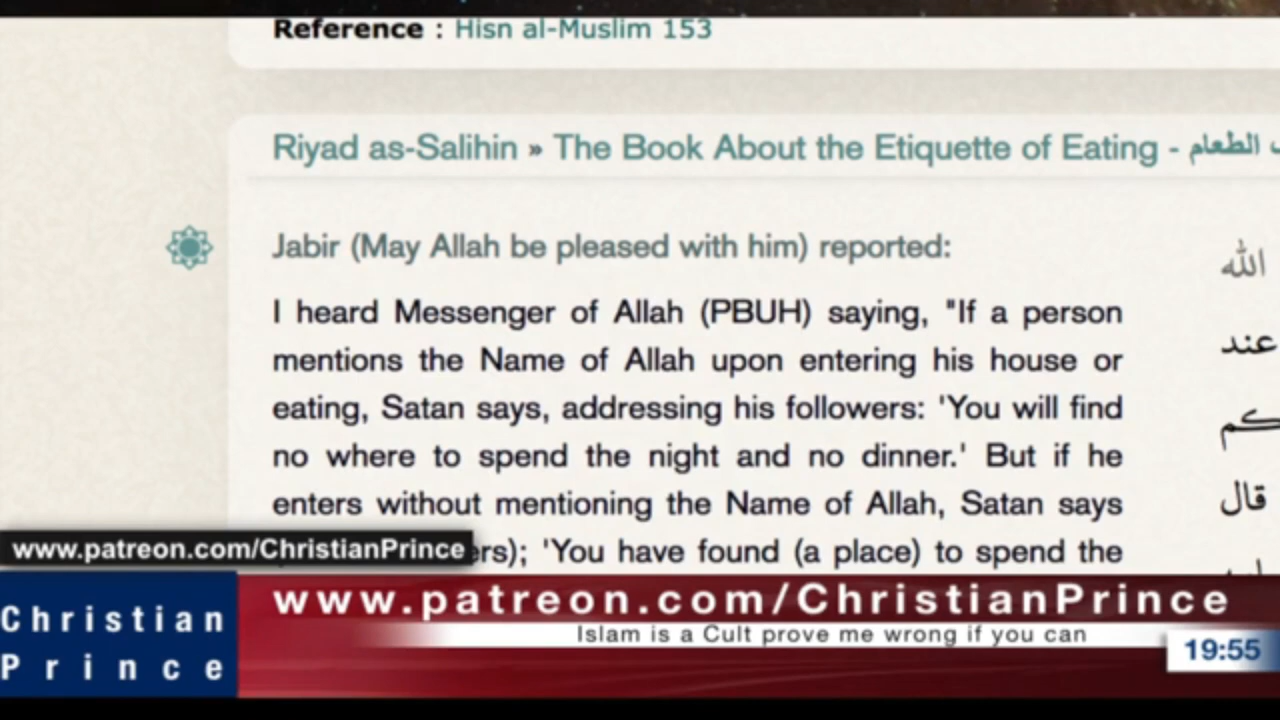 Reference : Hisn al-Muslim 153
Riyad as-Salihin » The Book About the Etiquette of Eating - الطعام
Jabir (May Allah be pleased with him) reported:
الله
I heard Messenger of Allah (PBUH) saying, "If a person
mentions the Name of Allah upon entering his house or
عند
eating, Satan says, addressing his followers: 'You will find
كم
no where to spend the night and no dinner.' But if he
enters without mentioning the Name of Allah, Satan says
قال
ers); 'You have found (a place) to spend the
www.patreon.com/ChristianPrince
www.patreon.com/ChristianPrince
Islam is a Cult prove me wrong if you can
Christian
Prince
19:55